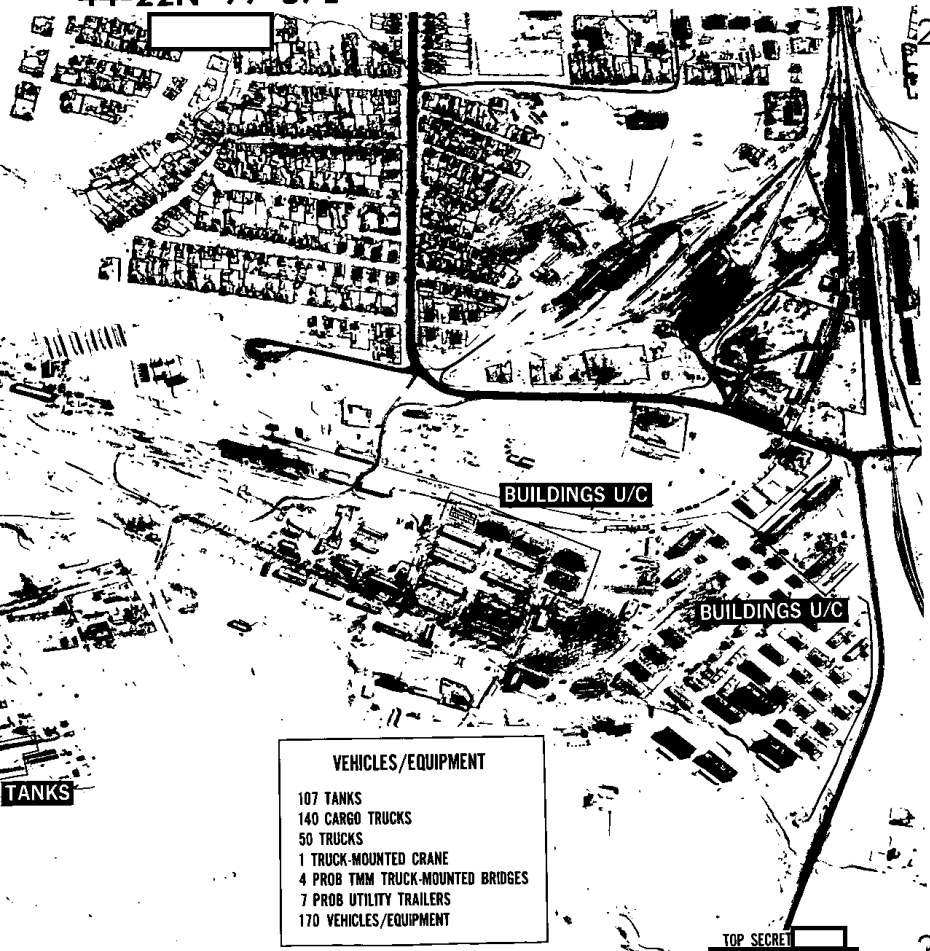 BUILDINGS U/C
BUILDINGS U/C
TANKS
VEHICLES/EQUIPMENT
107 TANKS
140 CARGO TRUCKS
50 TRUCKS
1 TRUCK-MOUNTED CRANE
4 PROB TMM TRUCK-MOUNTED BRIDGES
7 PROB UTILITY TRAILERS
170 VEHICLES/EQUIPMENT
TOP SECRET